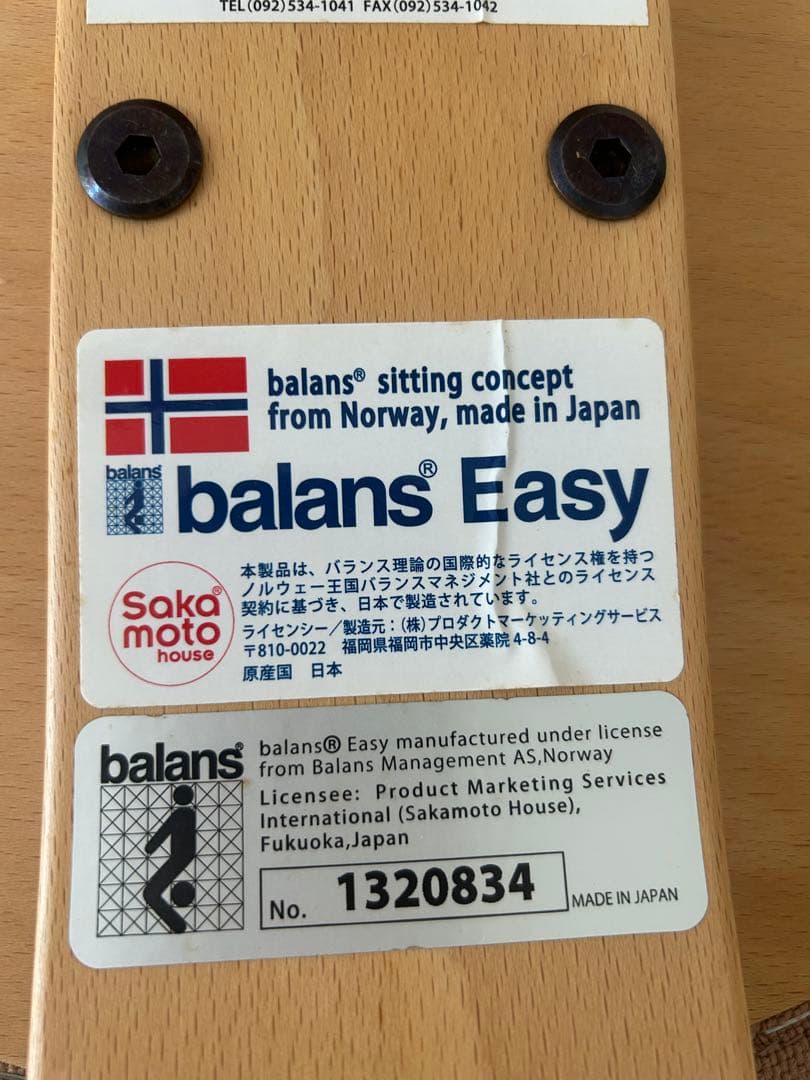 TEL(092)534-1041 FAX(092)534-1042
balans® sitting concept
from Norway, made in Japan
balans®
balans® Easy
Saka®
moto
house
本製品は、バランス理論の国際的なライセンス権を持つ
ノルウェー王国バランスマネジメント社とのライセンス
契約に基づき、日本で製造されています。
ライセンシー／製造元：(株)プロダクトマーケッティングサービス
〒810-0022 福岡県福岡市中央区薬院 4-8-4
原産国 日本
balans®
balans® Easy manufactured under license
from Balans Management AS,Norway
Licensee: Product Marketing Services
International (Sakamoto House),
Fukuoka,Japan
No. 1320834
MADE IN JAPAN